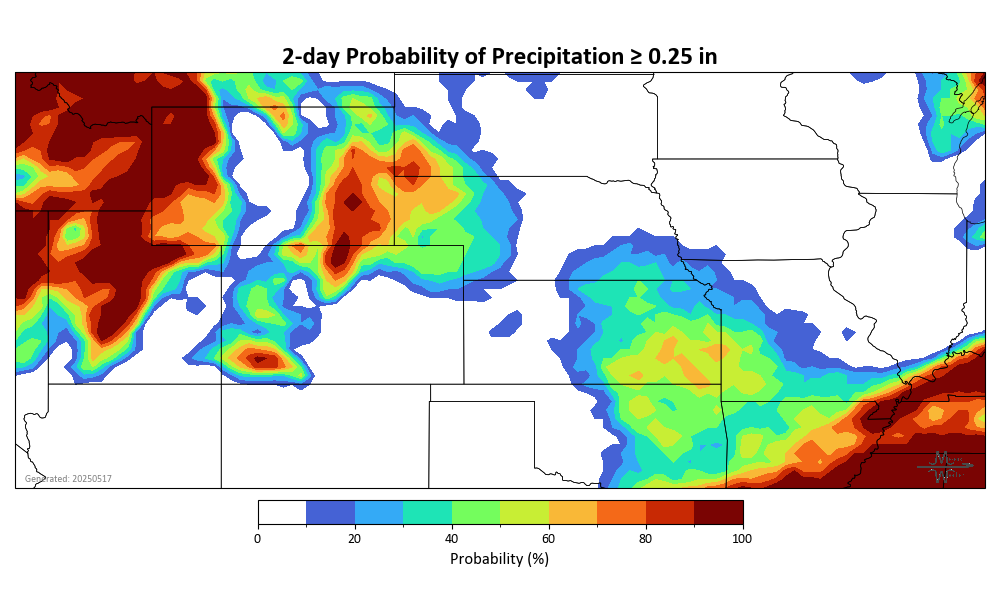 2-day Probability of Precipitation ≥ 0.25 in
Generated: 20250517
0 20 40 60 80 100
Probability (%)